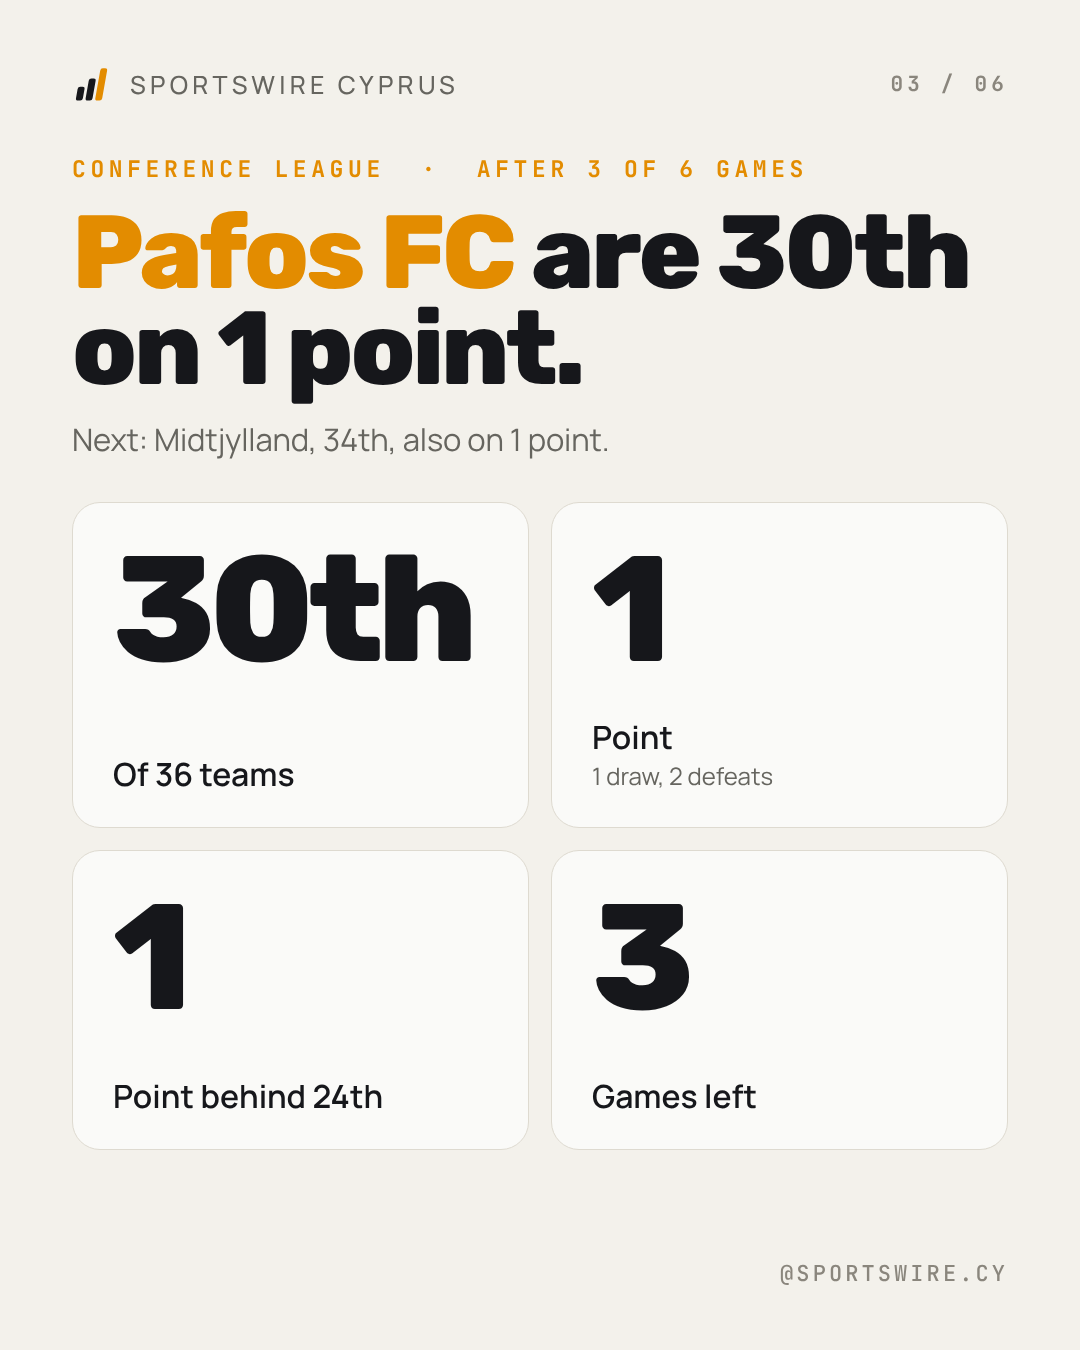 SPORTSWIRE CYPRUS
03 / 06
CONFERENCE LEAGUE · AFTER 3 OF 6 GAMES
Pafos FC are 30th
on 1 point.
Next: Midtjylland, 34th, also on 1 point.
30th
Of 36 teams
1
Point
1 draw, 2 defeats
1
Point behind 24th
3
Games left
@SPORTSWIRE.CY